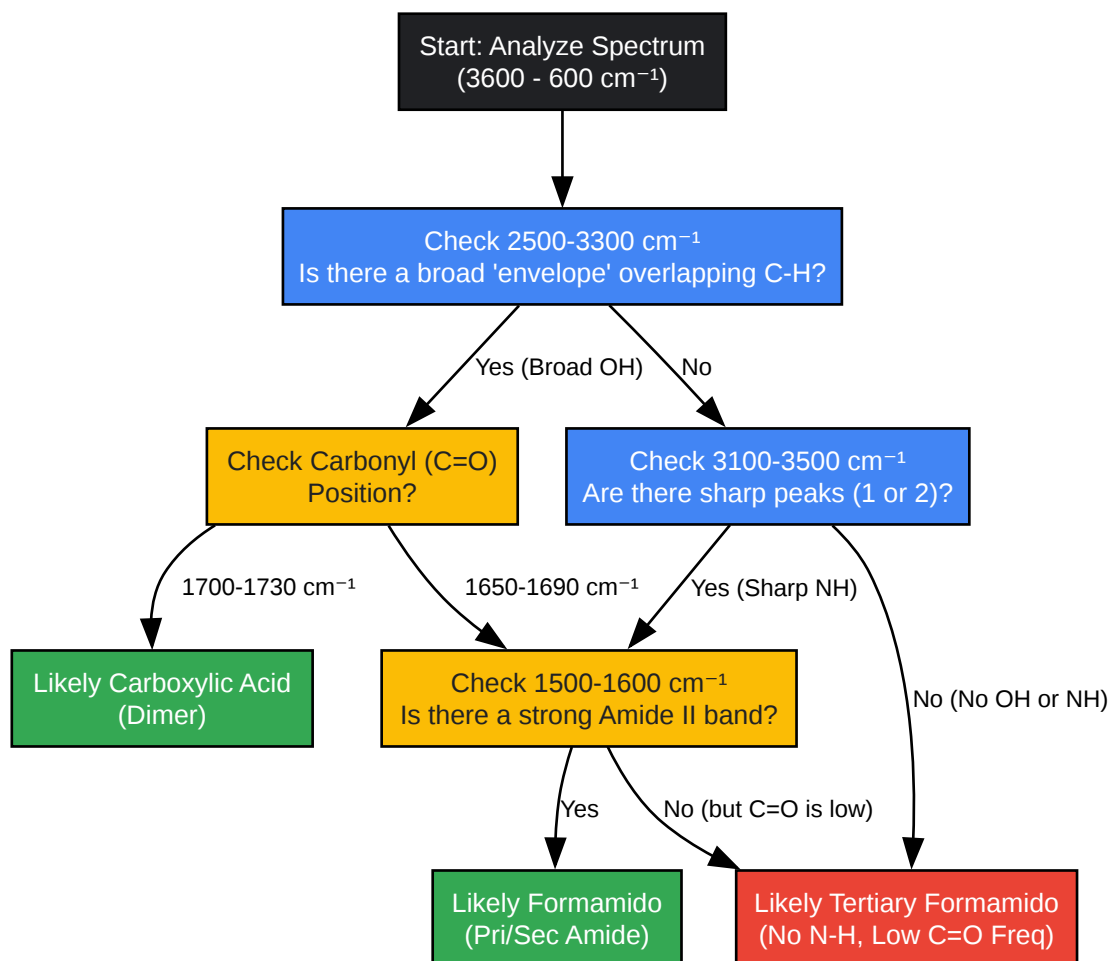 Start: Analyze Spectrum
(3600 - 600 cm⁻¹)
Check 2500-3300 cm⁻¹
Is there a broad 'envelope' overlapping C-H?
Yes (Broad OH)
No
Check Carbonyl (C=O)
Position?
Check 3100-3500 cm⁻¹
Are there sharp peaks (1 or 2)?
1700-1730 cm⁻¹
1650-1690 cm⁻¹
Yes (Sharp NH)
Likely Carboxylic Acid
(Dimer)
Check 1500-1600 cm⁻¹
Is there a strong Amide II band?
No (No OH or NH)
Yes
No (but C=O is low)
Likely Formamido
(Pri/Sec Amide)
Likely Tertiary Formamido
(No N-H, Low C=O Freq)